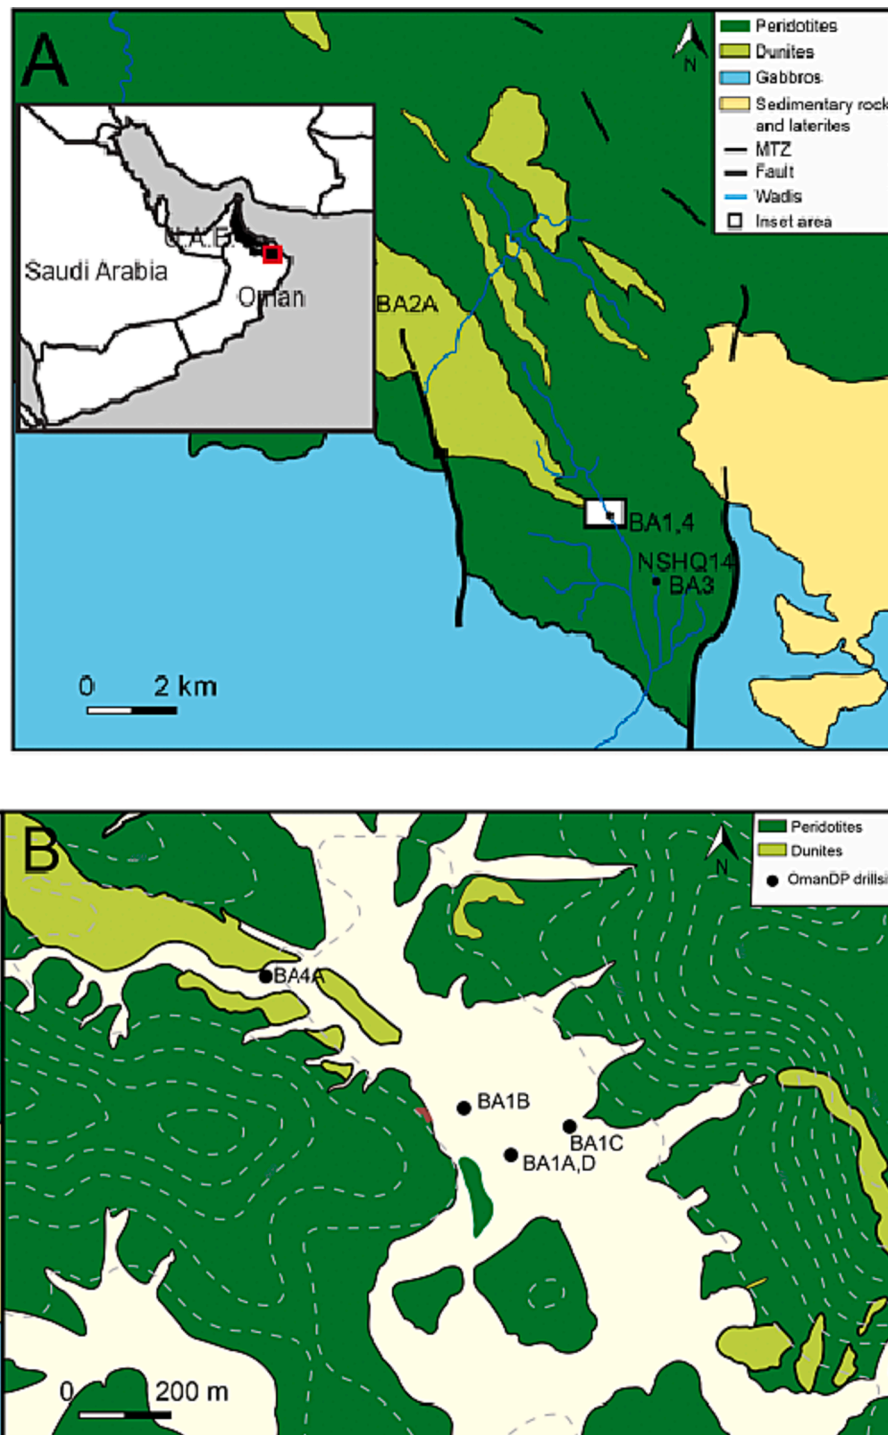 A
N
Peridotites
Dunites
Gabbros
Sedimentary rock
and laterites
MTZ
Fault
Wadis
Inset area
U.A.E.
Saudi Arabia
Oman
BA2A
BA1,4
NSHQ14
BA3
0 2 km
B
N
Peridotites
Dunites
OmanDP drillsi
BA4A
BA1B
BA1C
BA1A,D
0 200 m